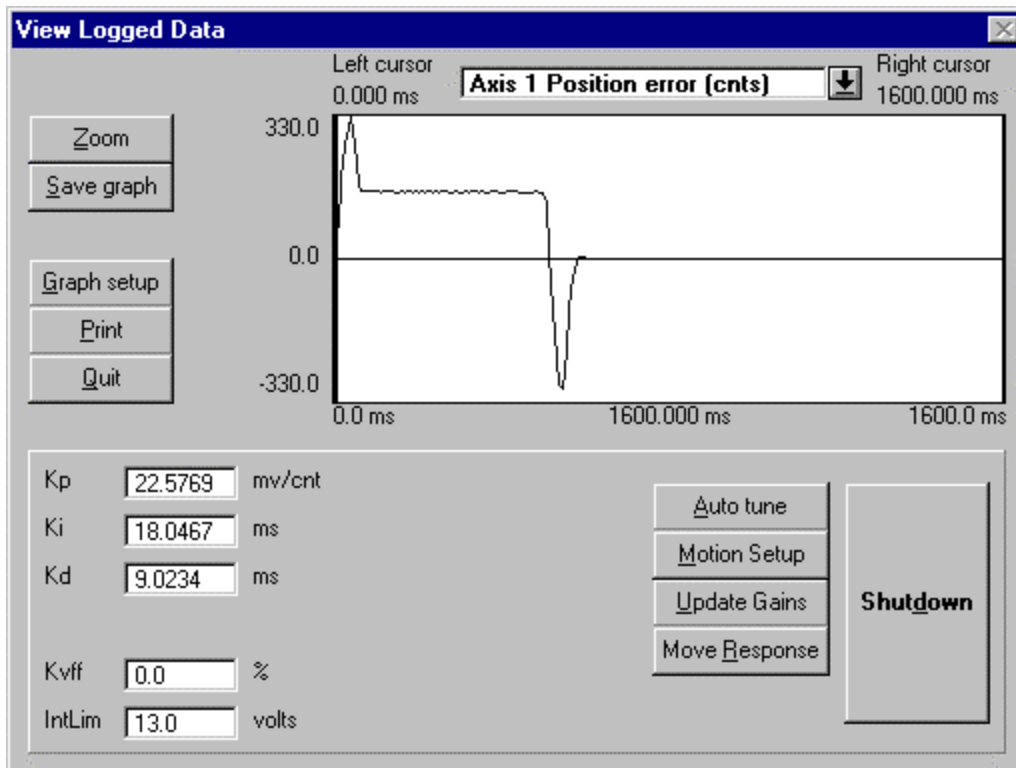 View Logged Data
Left cursor
0.000 ms
Axis 1 Position error (cnts)
Right cursor
1600.000 ms
Zoom
Save graph
Graph setup
Print
Quit
330.0
0.0
-330.0
0.0 ms 1600.000 ms 1600.0 ms
Kp 22.5769 mv/cnt
Ki 18.0467 ms
Kd 9.0234 ms
Kvff 0.0 %
IntLim 13.0 volts
Auto tune
Motion Setup
Update Gains
Move Response
Shutdown